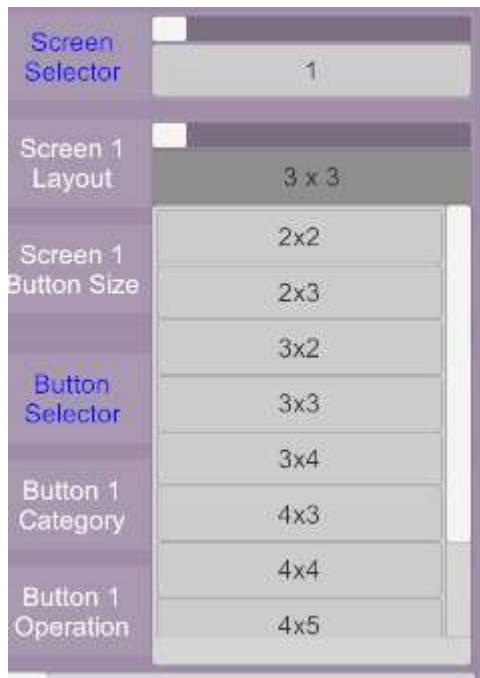 Screen
Selector
1
Screen 1
Layout
3 x 3
Screen 1
Button Size
2x2
2x3
3x2
3x3
3x4
4x3
4x4
4x5
Button
Selector
Button 1
Category
Button 1
Operation